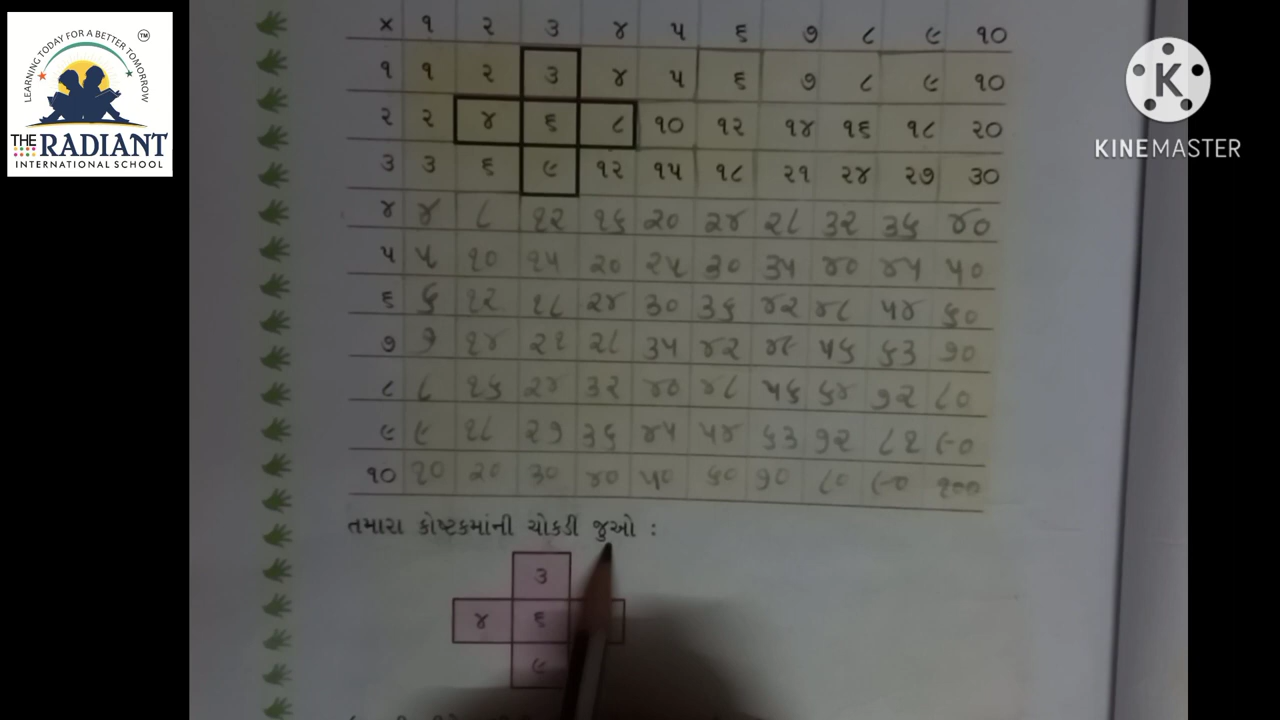 LEARNING TODAY FOR A BETTER TOMORROW
TM
THE RADIANT
INTERNATIONAL SCHOOL
K
KINEMASTER
× ૧ ૨ ૩ ૪ ૫ ૬ ૭ ૮ ૯ ૧૦
૧ ૧ ૨ ૩ ૪ ૫ ૬ ૭ ૮ ૯ ૧૦
૨ ૨ ૪ ૬ ૮ ૧૦ ૧૨ ૧૪ ૧૬ ૧૮ ૨૦
૩ ૩ ૬ ૯ ૧૨ ૧૫ ૧૮ ૨૧ ૨૪ ૨૭ ૩૦
૪ ૪ ૮ ૧૨ ૧૬ ૨૦ ૨૪ ૨૮ ૩૨ ૩૬ ૪૦
૫ ૫ ૧૦ ૧૫ ૨૦ ૨૫ ૩૦ ૩૫ ૪૦ ૪૫ ૫૦
૬ ૬ ૧૨ ૧૮ ૨૪ ૩૦ ૩૬ ૪૨ ૪૮ ૫૪ ૬૦
૭ ૭ ૧૪ ૨૧ ૨૮ ૩૫ ૪૨ ૪૯ ૫૬ ૬૩ ૭૦
૮ ૮ ૧૬ ૨૪ ૩૨ ૪૦ ૪૮ ૫૬ ૬૪ ૭૨ ૮૦
૯ ૯ ૧૮ ૨૭ ૩૬ ૪૫ ૫૪ ૬૩ ૭૨ ૮૧ ૯૦
૧૦ ૧૦ ૨૦ ૩૦ ૪૦ ૫૦ ૬૦ ૭૦ ૮૦ ૯૦ ૧૦૦
તમારા કોષ્ટકમાંની ચોકડી જુઓ :
૩
૪ ૬
૯